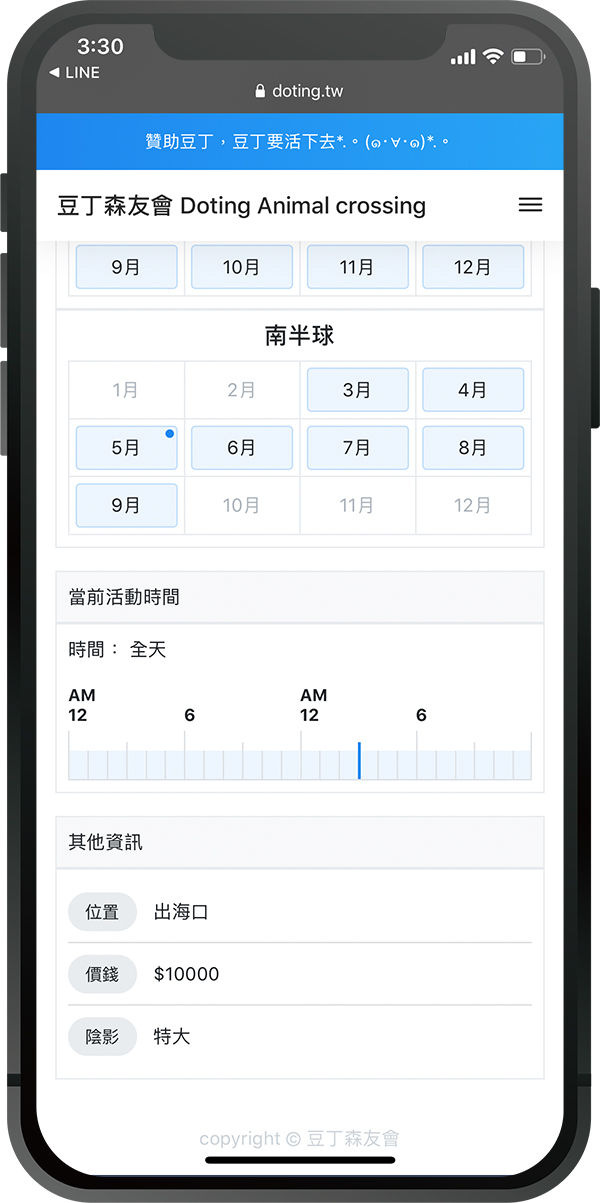 3:30
◀ LINE
doting.tw
贊助豆丁，豆丁要活下去*.。(๑･∀･๑)*.。
豆丁森友會 Doting Animal crossing
9月 10月 11月 12月
南半球
1月 2月 3月 4月
5月 6月 7月 8月
9月 10月 11月 12月
當前活動時間
時間： 全天
AM AM
12 6 12 6
其他資訊
位置 出海口
價錢 $10000
陰影 特大
copyright © 豆丁森友會